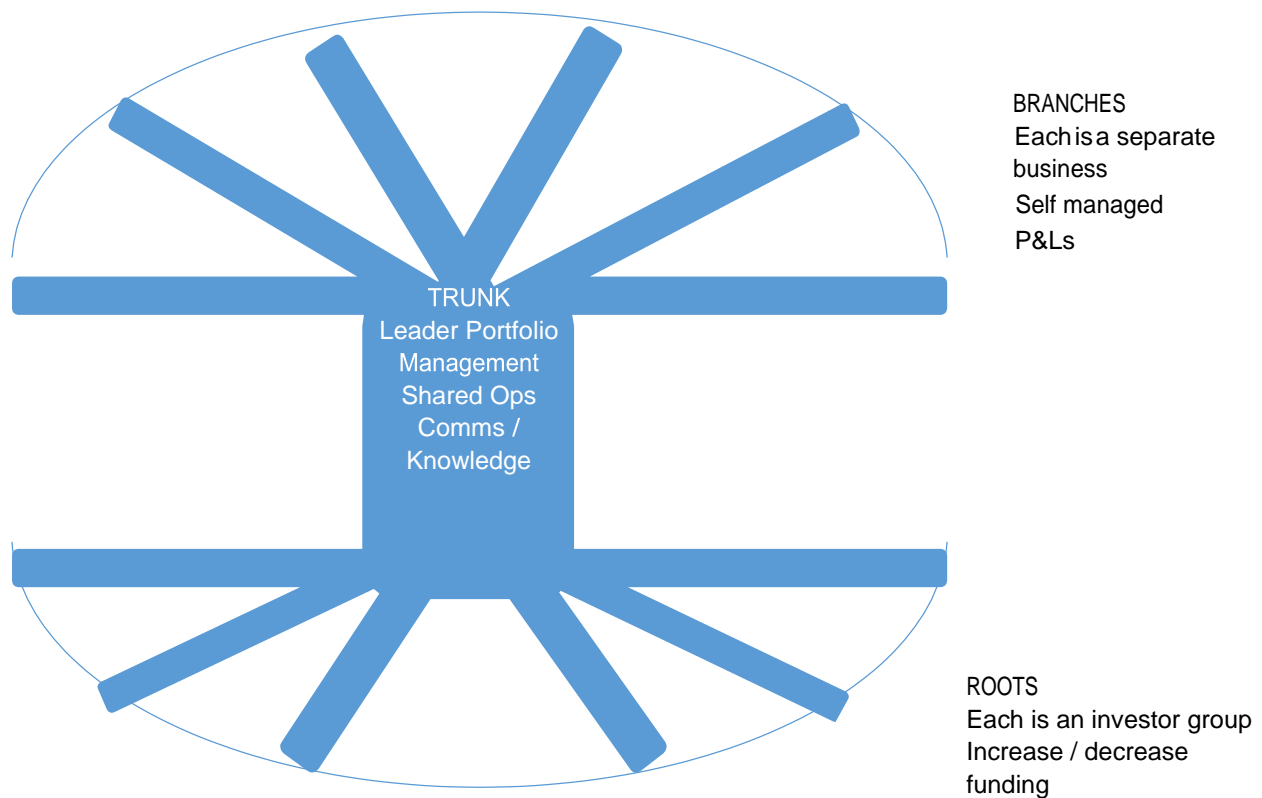 BRANCHES
Each is a separate
business
Self managed
P&Ls
TRUNK
Leader Portfolio
Management
Shared Ops
Comms /
Knowledge
ROOTS
Each is an investor group
Increase / decrease
funding